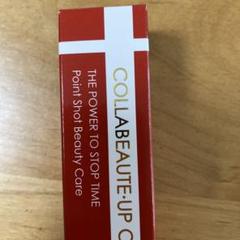 COLLABEAUTE·UP
THE POWER TO STOP TIME
Point Shot Beauty Care